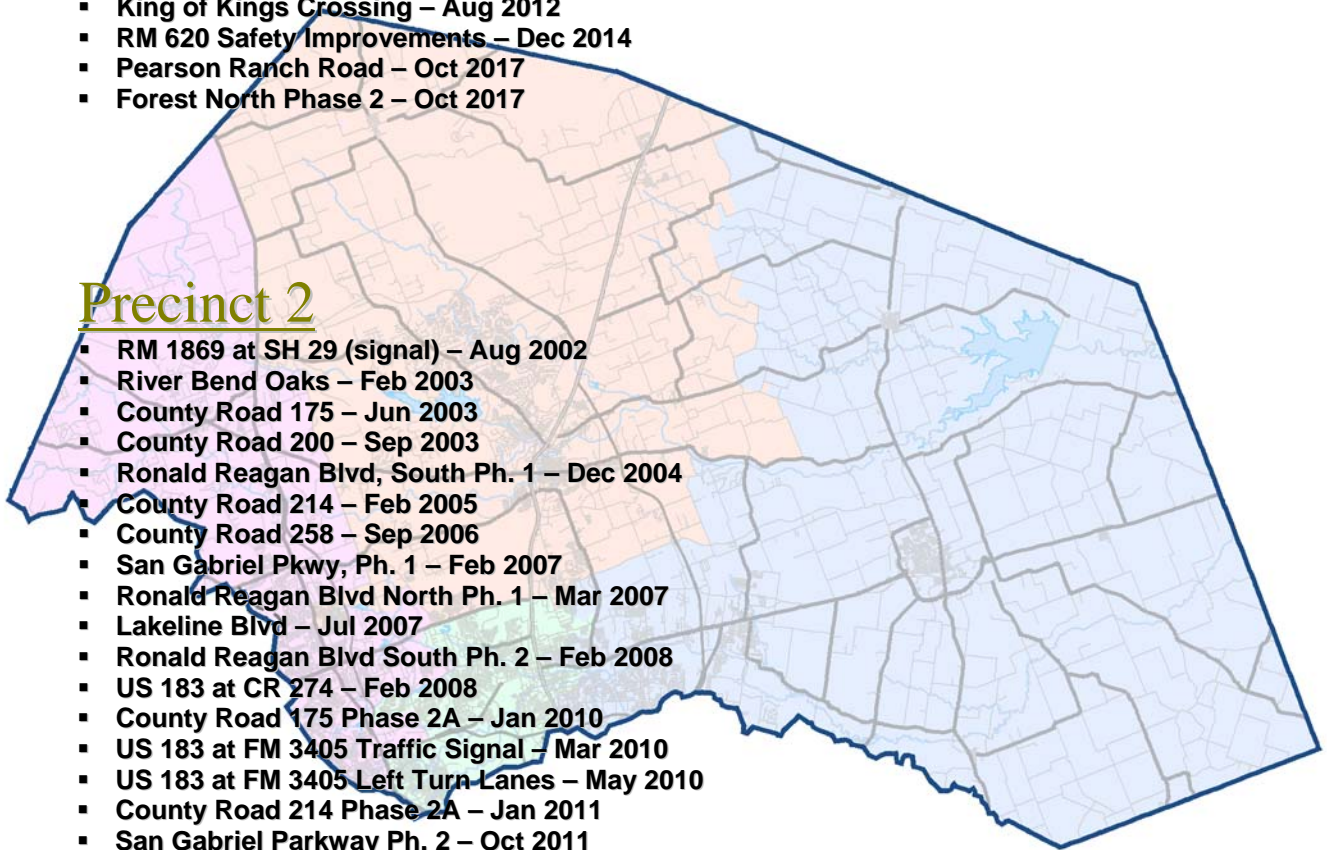 ▪ King of Kings Crossing – Aug 2012
▪ RM 620 Safety Improvements – Dec 2014
▪ Pearson Ranch Road – Oct 2017
▪ Forest North Phase 2 – Oct 2017
Precinct 2
▪ RM 1869 at SH 29 (signal) – Aug 2002
▪ River Bend Oaks – Feb 2003
▪ County Road 175 – Jun 2003
▪ County Road 200 – Sep 2003
▪ Ronald Reagan Blvd, South Ph. 1 – Dec 2004
▪ County Road 214 – Feb 2005
▪ County Road 258 – Sep 2006
▪ San Gabriel Pkwy, Ph. 1 – Feb 2007
▪ Ronald Reagan Blvd North Ph. 1 – Mar 2007
▪ Lakeline Blvd – Jul 2007
▪ Ronald Reagan Blvd South Ph. 2 – Feb 2008
▪ US 183 at CR 274 – Feb 2008
▪ County Road 175 Phase 2A – Jan 2010
▪ US 183 at FM 3405 Traffic Signal – Mar 2010
▪ US 183 at FM 3405 Left Turn Lanes – May 2010
▪ County Road 214 Phase 2A – Jan 2011
▪ San Gabriel Parkway Ph. 2 – Oct 2011